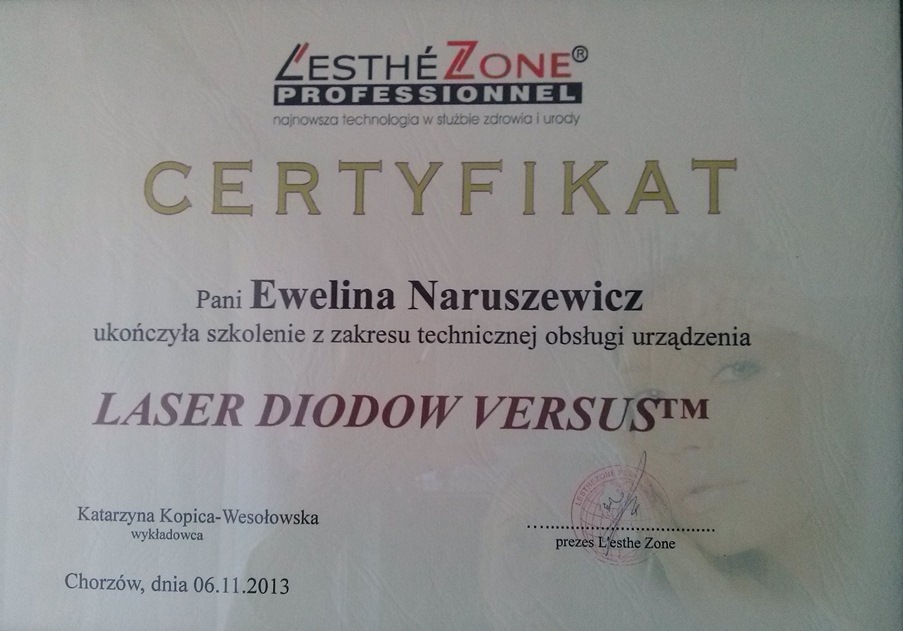 L'ESTHÉ ZONE®
PROFESSIONNEL
najnowsza technologia w służbie zdrowia i urody
CERTYFIKAT
Pani Ewelina Naruszewicz
ukończyła szkolenie z zakresu technicznej obsługi urządzenia
LASER DIODOW VERSUS™
Katarzyna Kopica-Wesołowska
wykładowca
prezes L'esthe Zone
Chorzów, dnia 06.11.2013